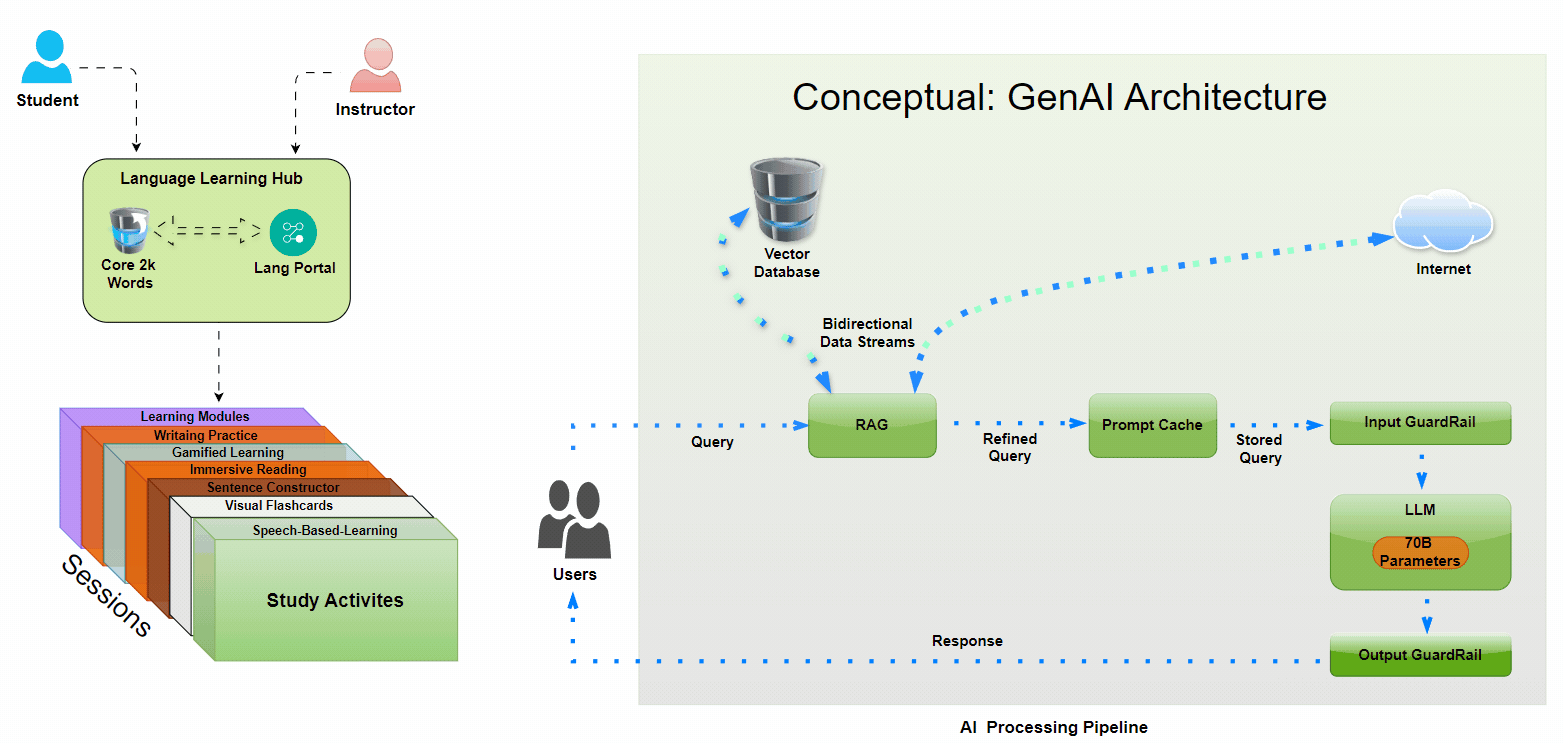 Student
Instructor
Language Learning Hub
Core 2k
Words
Lang Portal
Learning Modules
Writaing Practice
Gamified Learning
Immersive Reading
Sentence Constructor
Visual Flashcards
Speech-Based-Learning
Study Activites
Sessions
Conceptual: GenAI Architecture
Vector
Database
Internet
Bidirectional
Data Streams
Query
RAG
Refined
Query
Prompt Cache
Stored
Query
Input GuardRail
LLM
70B
Parameters
Users
Response
Output GuardRail
AI Processing Pipeline